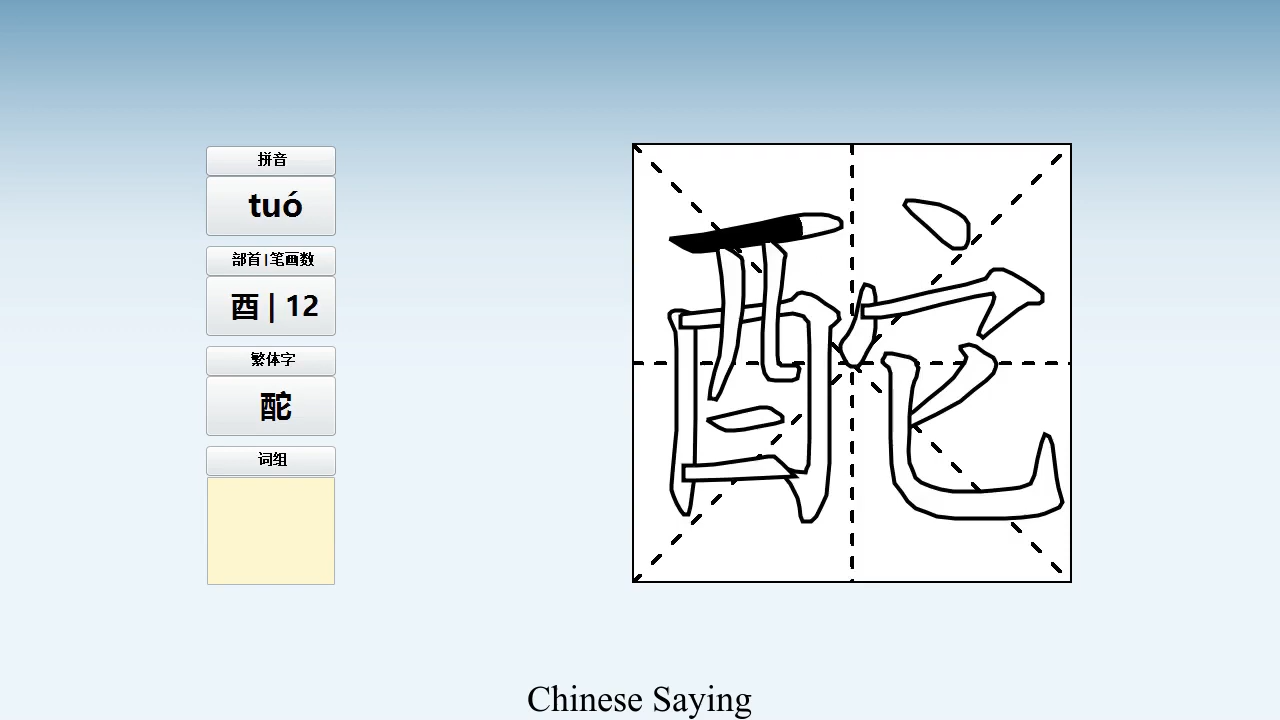 拼音
tuó
部首|笔画数
酉 | 12
繁体字
酡
词组
酡
Chinese Saying